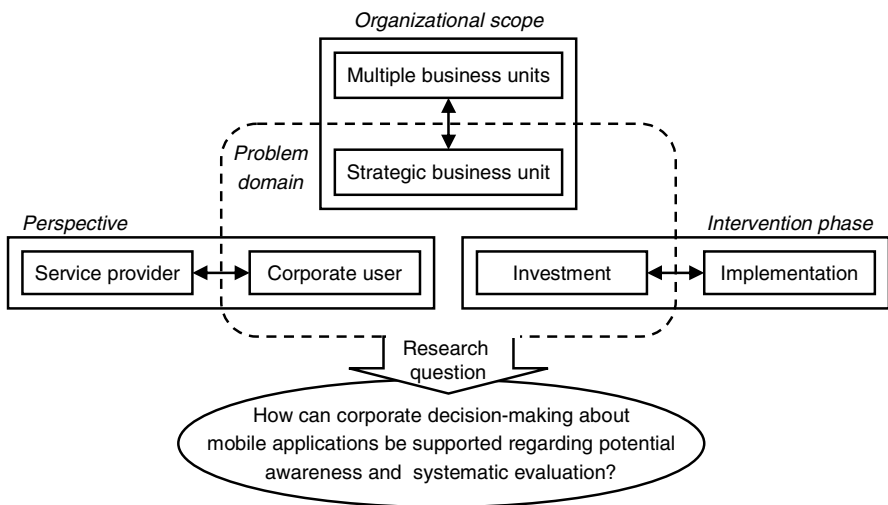 Organizational scope
Multiple business units
Problem
domain
Strategic business unit
Perspective
Intervention phase
Service provider
Corporate user
Investment
Implementation
Research
question
How can corporate decision-making about
mobile applications be supported regarding potential
awareness and systematic evaluation?